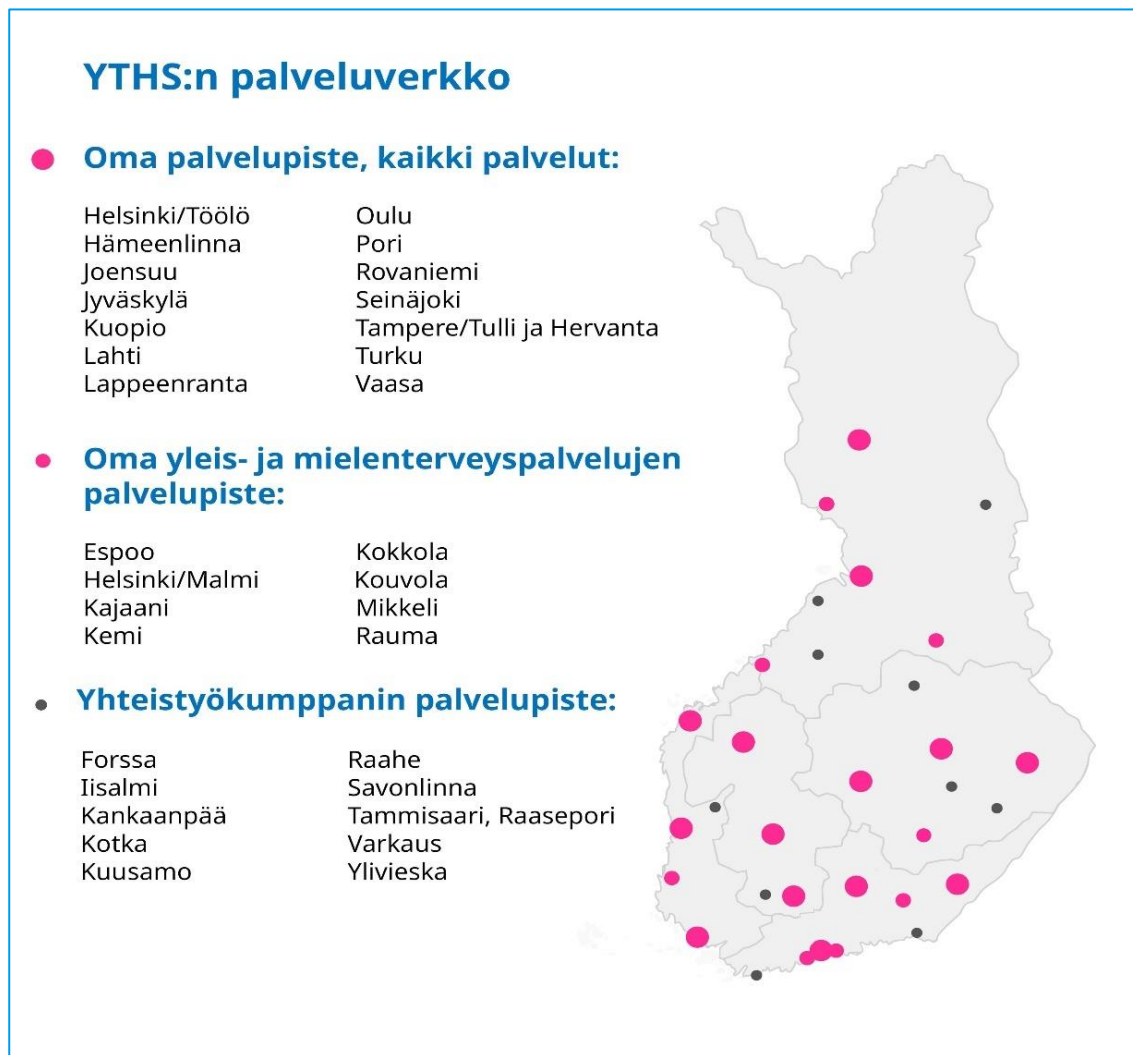 YTHS:n palveluverkko
Oma palvelupiste, kaikki palvelut:
Helsinki/Töölö
Hämeenlinna
Joensuu
Jyväskylä
Kuopio
Lahti
Lappeenranta
Oulu
Pori
Rovaniemi
Seinäjoki
Tampere/Tulli ja Hervanta
Turku
Vaasa
Oma yleis- ja mielenterveyspalvelujen
palvelupiste:
Espoo
Helsinki/Malmi
Kajaani
Kemi
Kokkola
Kouvola
Mikkeli
Rauma
Yhteistyökumppanin palvelupiste:
Forssa
Iisalmi
Kankaanpää
Kotka
Kuusamo
Raahe
Savonlinna
Tammisaari, Raasepori
Varkaus
Ylivieska